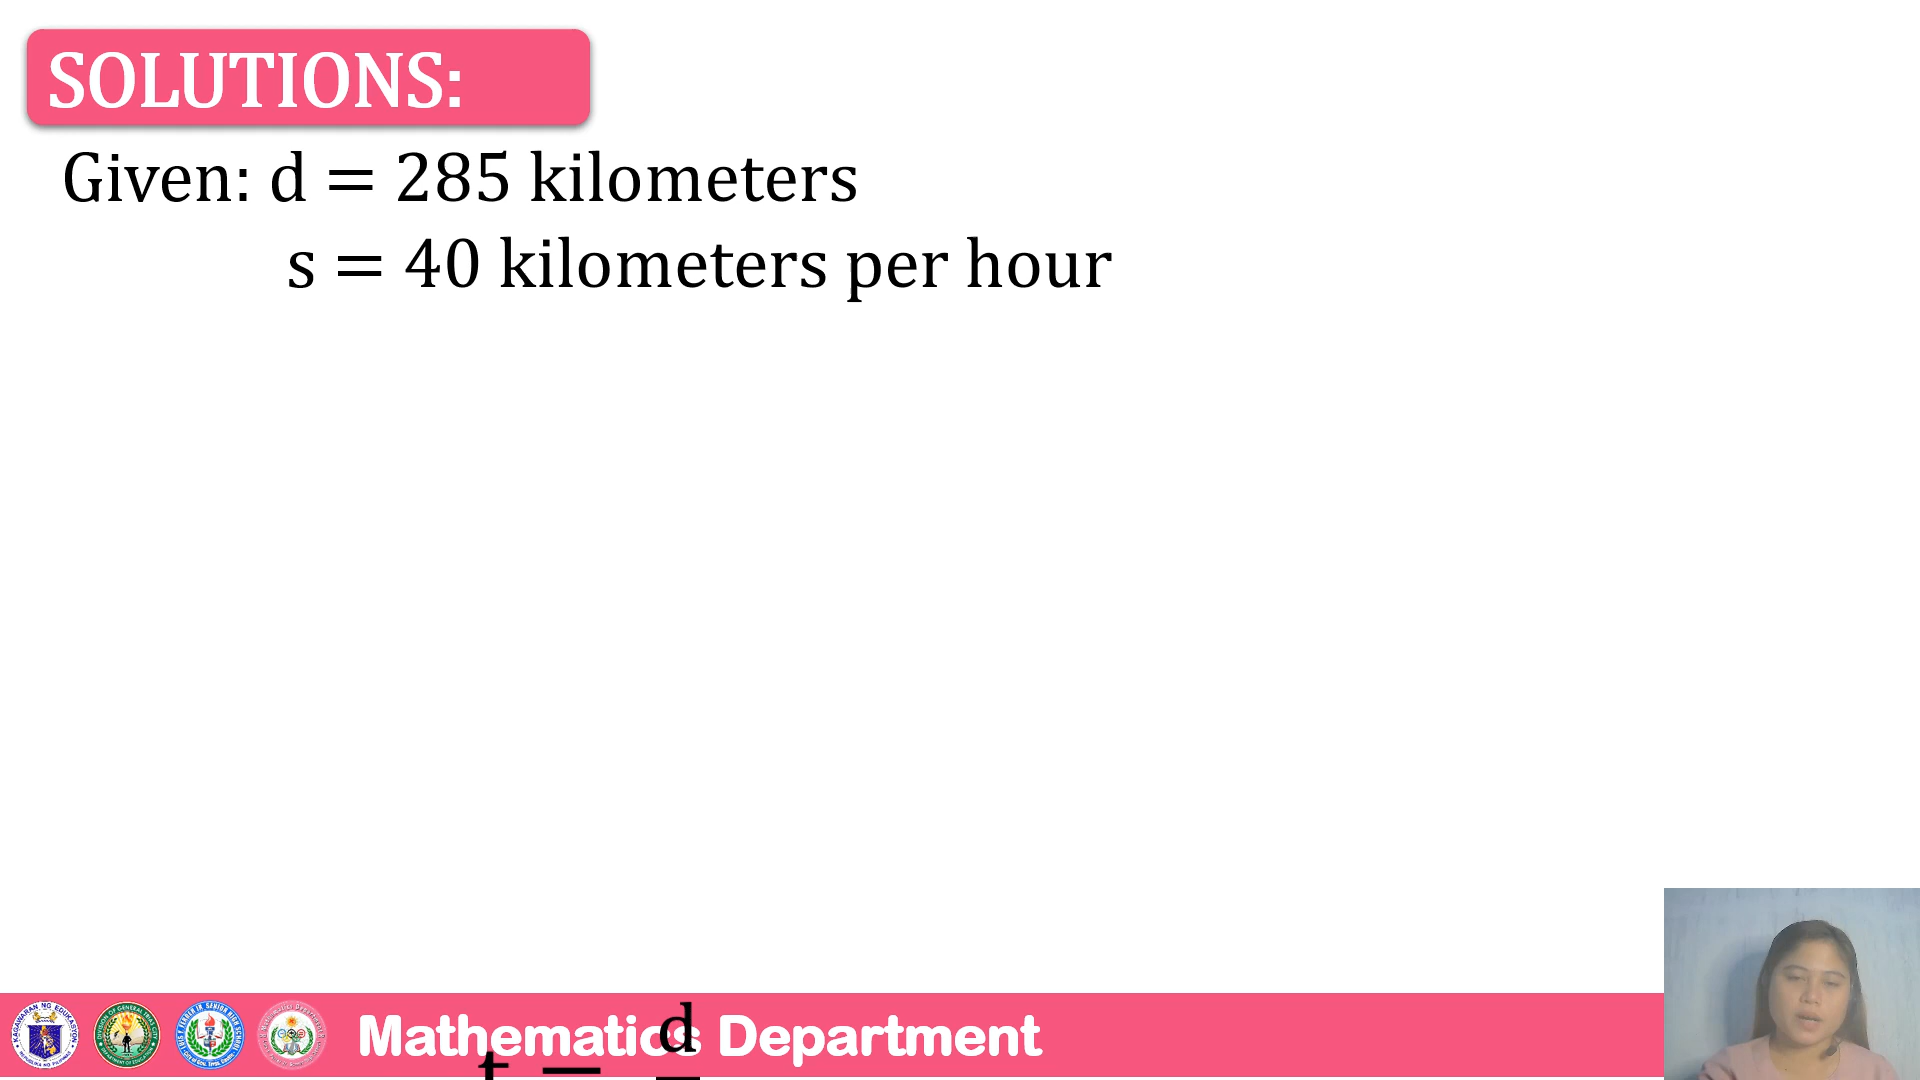 SOLUTIONS:
Given: d = 285 kilometers
s = 40 kilometers per hour
d
t =
Mathematics Department